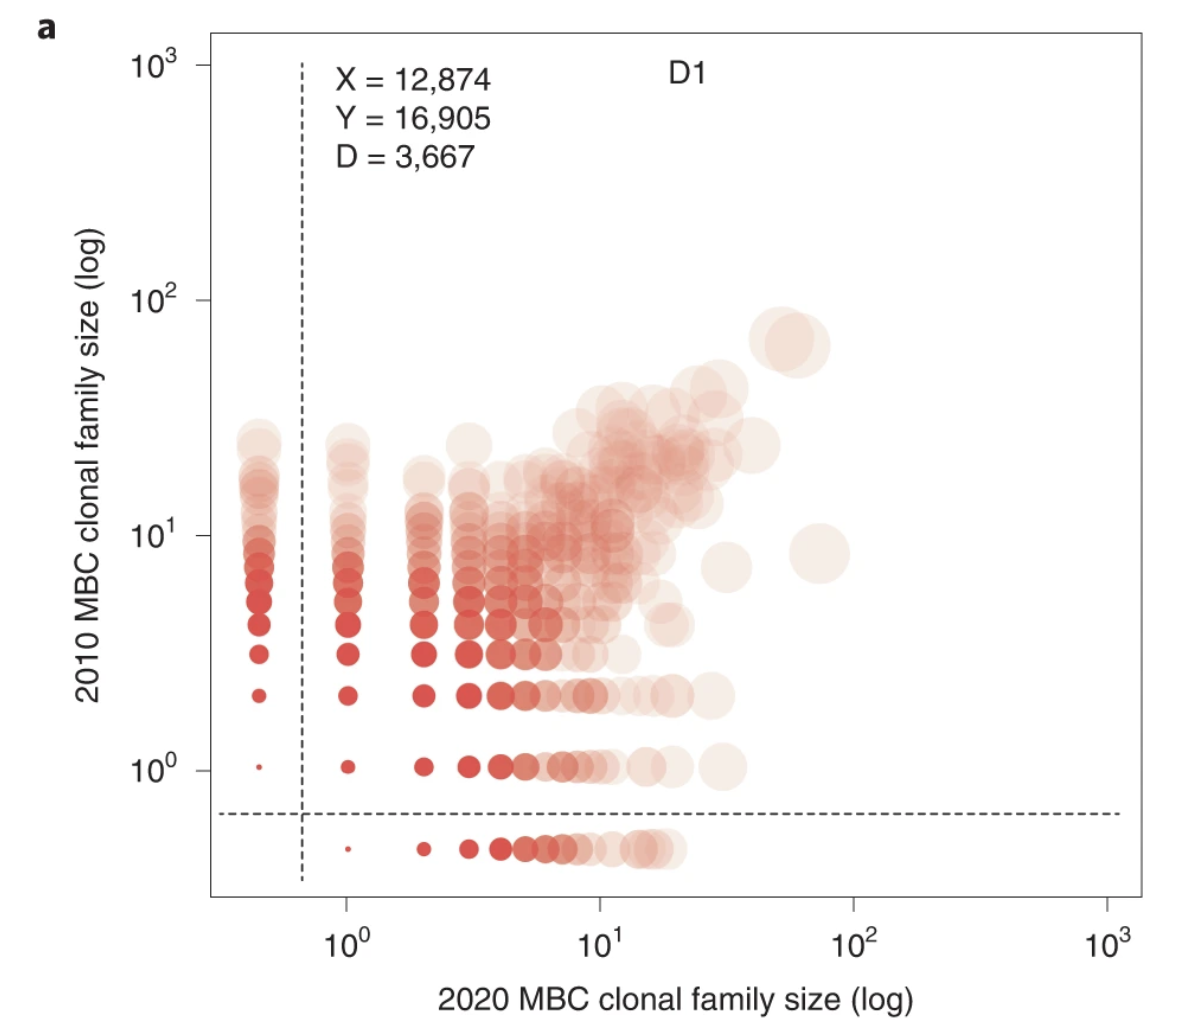 a
D1
X = 12,874
Y = 16,905
D = 3,667
2010 MBC clonal family size (log)
10³
10²
10¹
10⁰
10⁰ 10¹ 10² 10³
2020 MBC clonal family size (log)